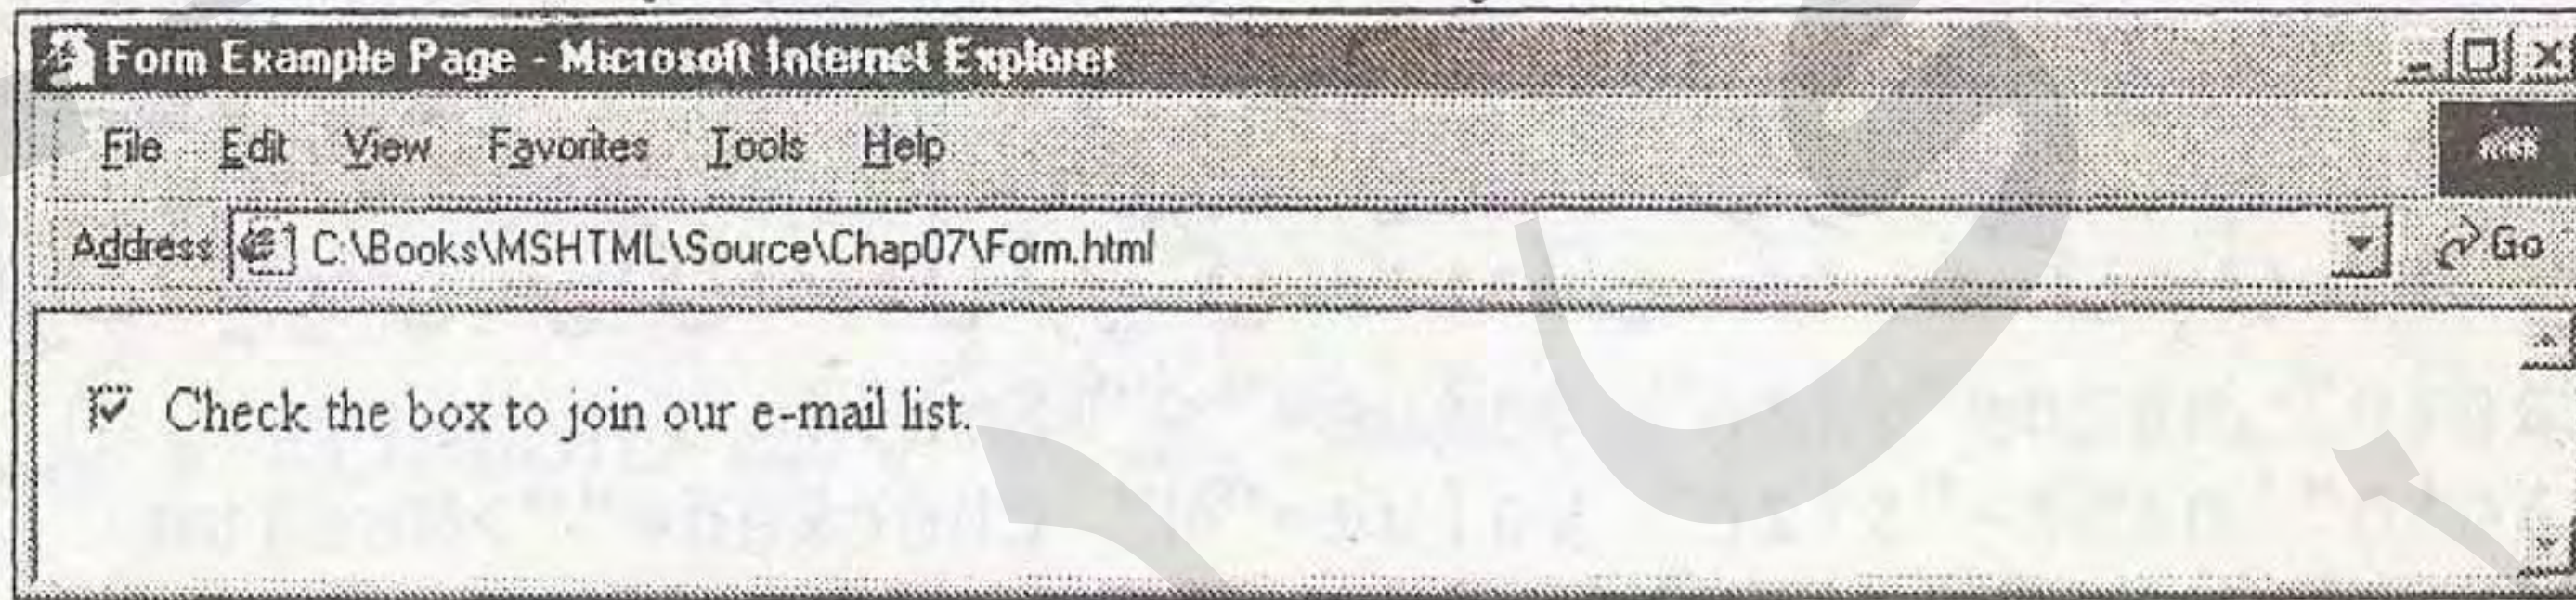 Form Example Page - Microsoft Internet Explorer
File Edit View Favorites Tools Help
Address C:\Books\MSHTML\Source\Chap07\Form.html Go
Check the box to join our e-mail list.